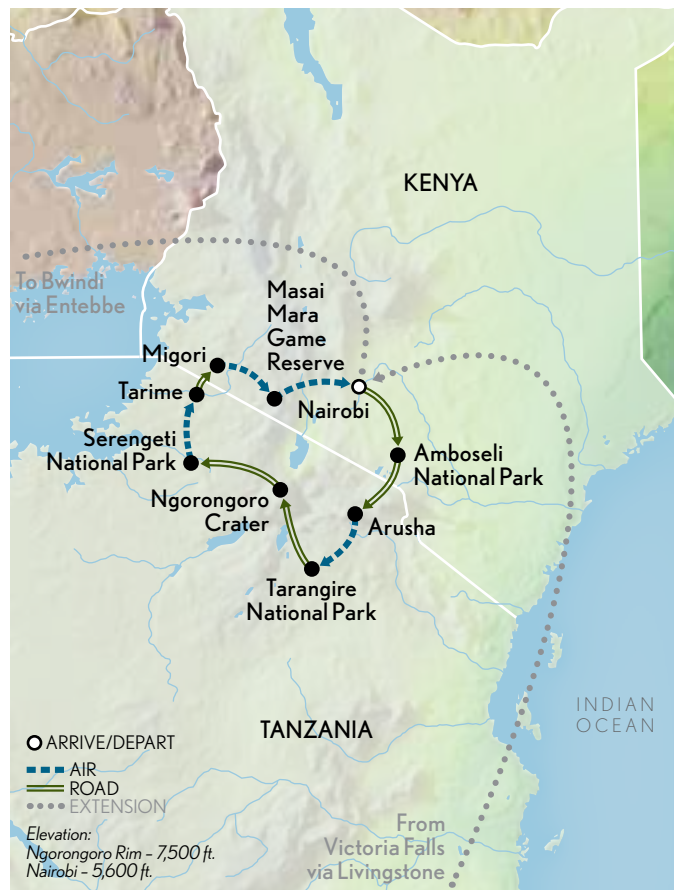 KENYA
To Bwindi
via Entebbe
Masai
Mara
Game
Reserve
Migori
Tarime
Nairobi
Serengeti
National Park
Amboseli
National Park
Ngorongoro
Crater
Arusha
Tarangire
National Park
INDIAN
OCEAN
TANZANIA
ARRIVE/DEPART
AIR
ROAD
EXTENSION
Elevation:
Ngorongoro Rim – 7,500 ft.
Nairobi – 5,600 ft.
From
Victoria Falls
via Livingstone